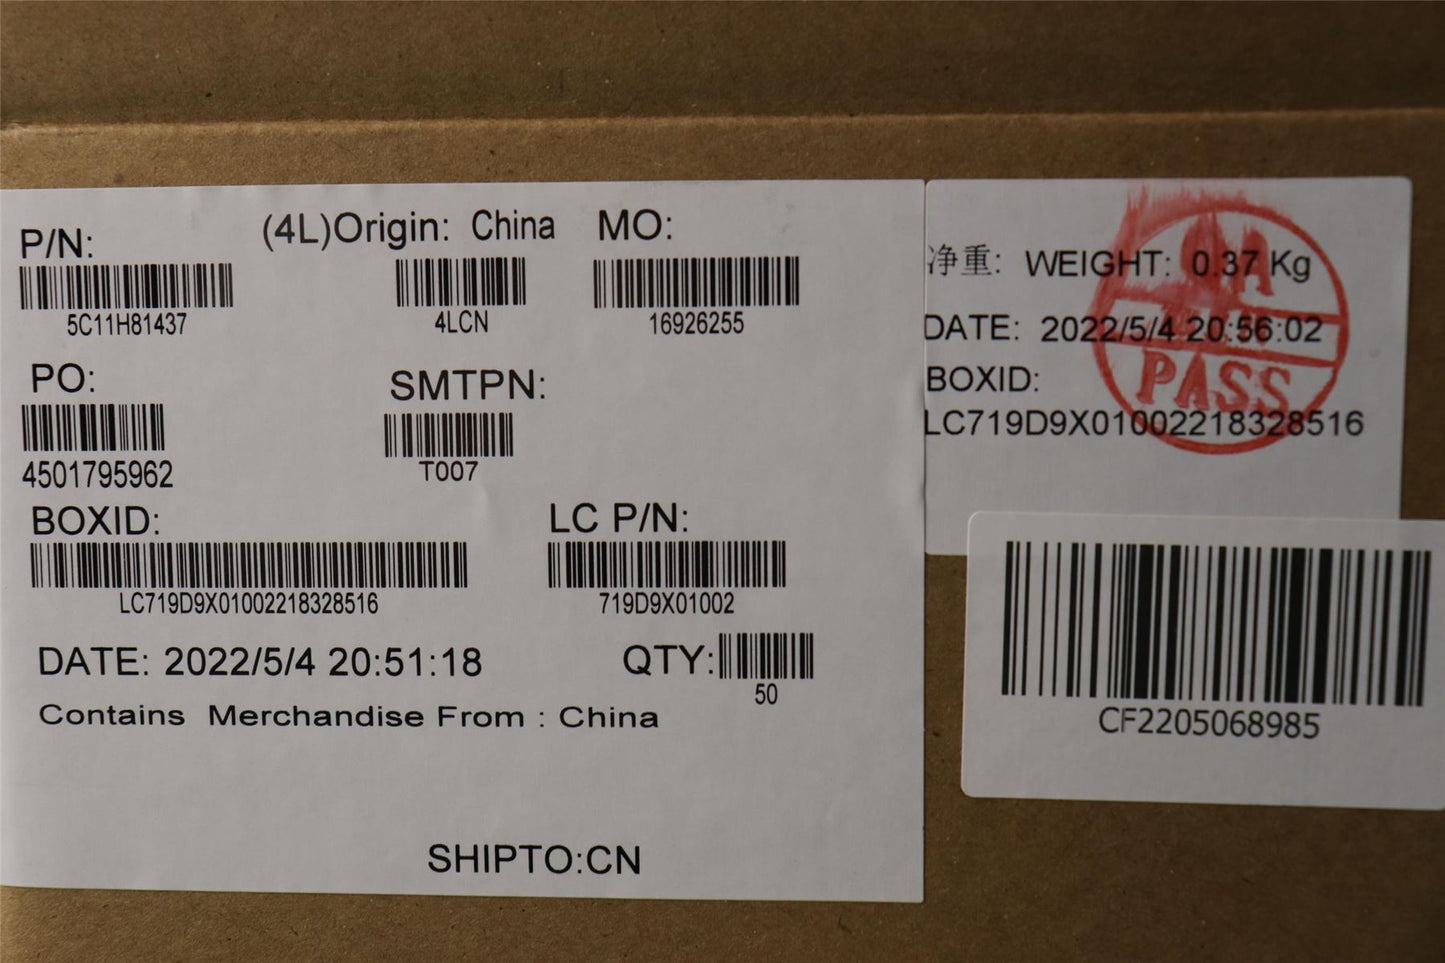 P/N: (4L)Origin: China MO:
5C11H81437 4LCN 16926255
PO: SMTPN:
4501795962 T007
BOXID: LC P/N:
LC719D9X01002218328516 719D9X01002
DATE: 2022/5/4 20:51:18 QTY:
50
Contains Merchandise From : China
SHIPTO:CN
净重: WEIGHT: 0.37 Kg
DATE: 2022/5/4 20:56:02
BOXID:
LC719D9X01002218328516
PASS
CF2205068985